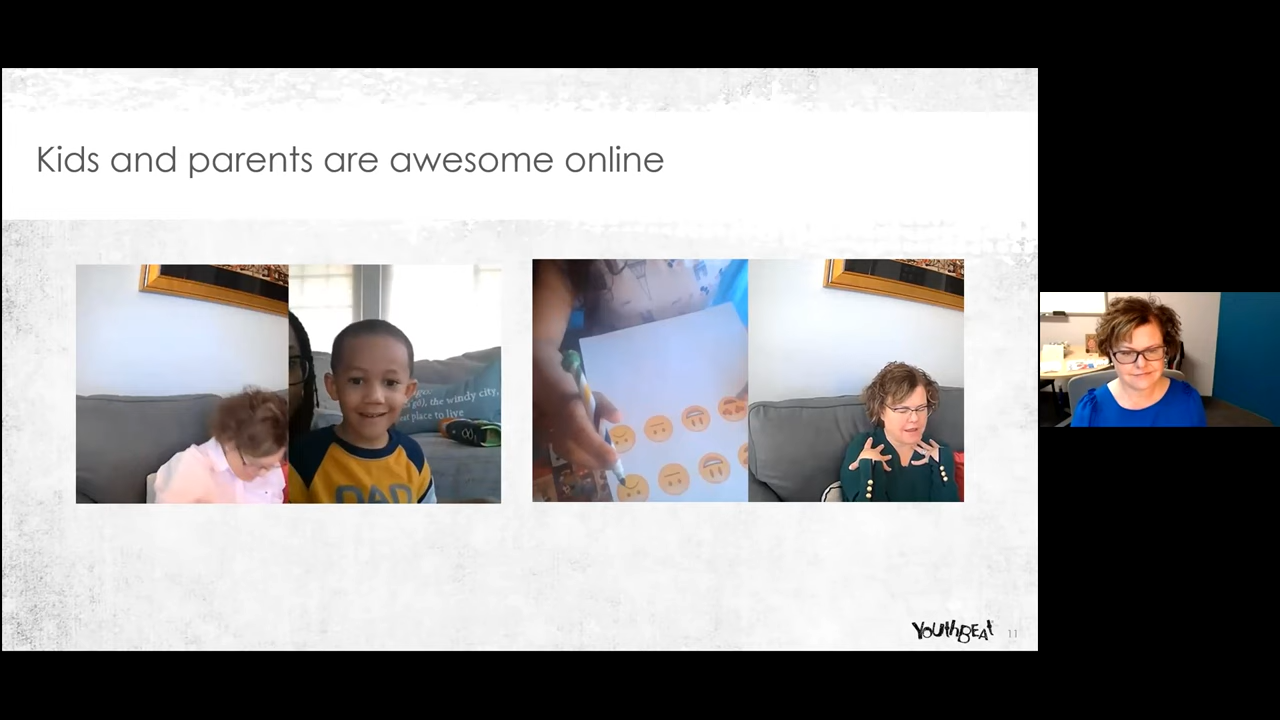 Kids and parents are awesome online
the windy city,
place to live
DAD
YouthBEAt
11